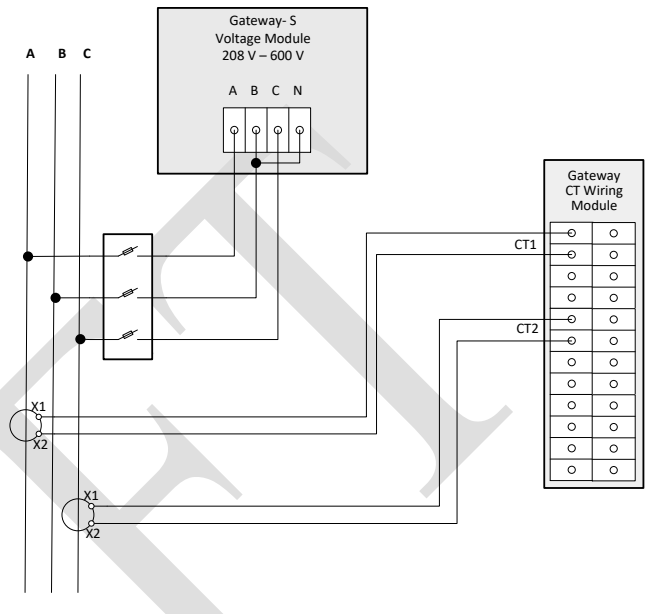 Gateway- S
Voltage Module
208 V – 600 V
A B C
A B C N
Gateway
CT Wiring
Module
CT1
CT2
X1
X2
X1
X2